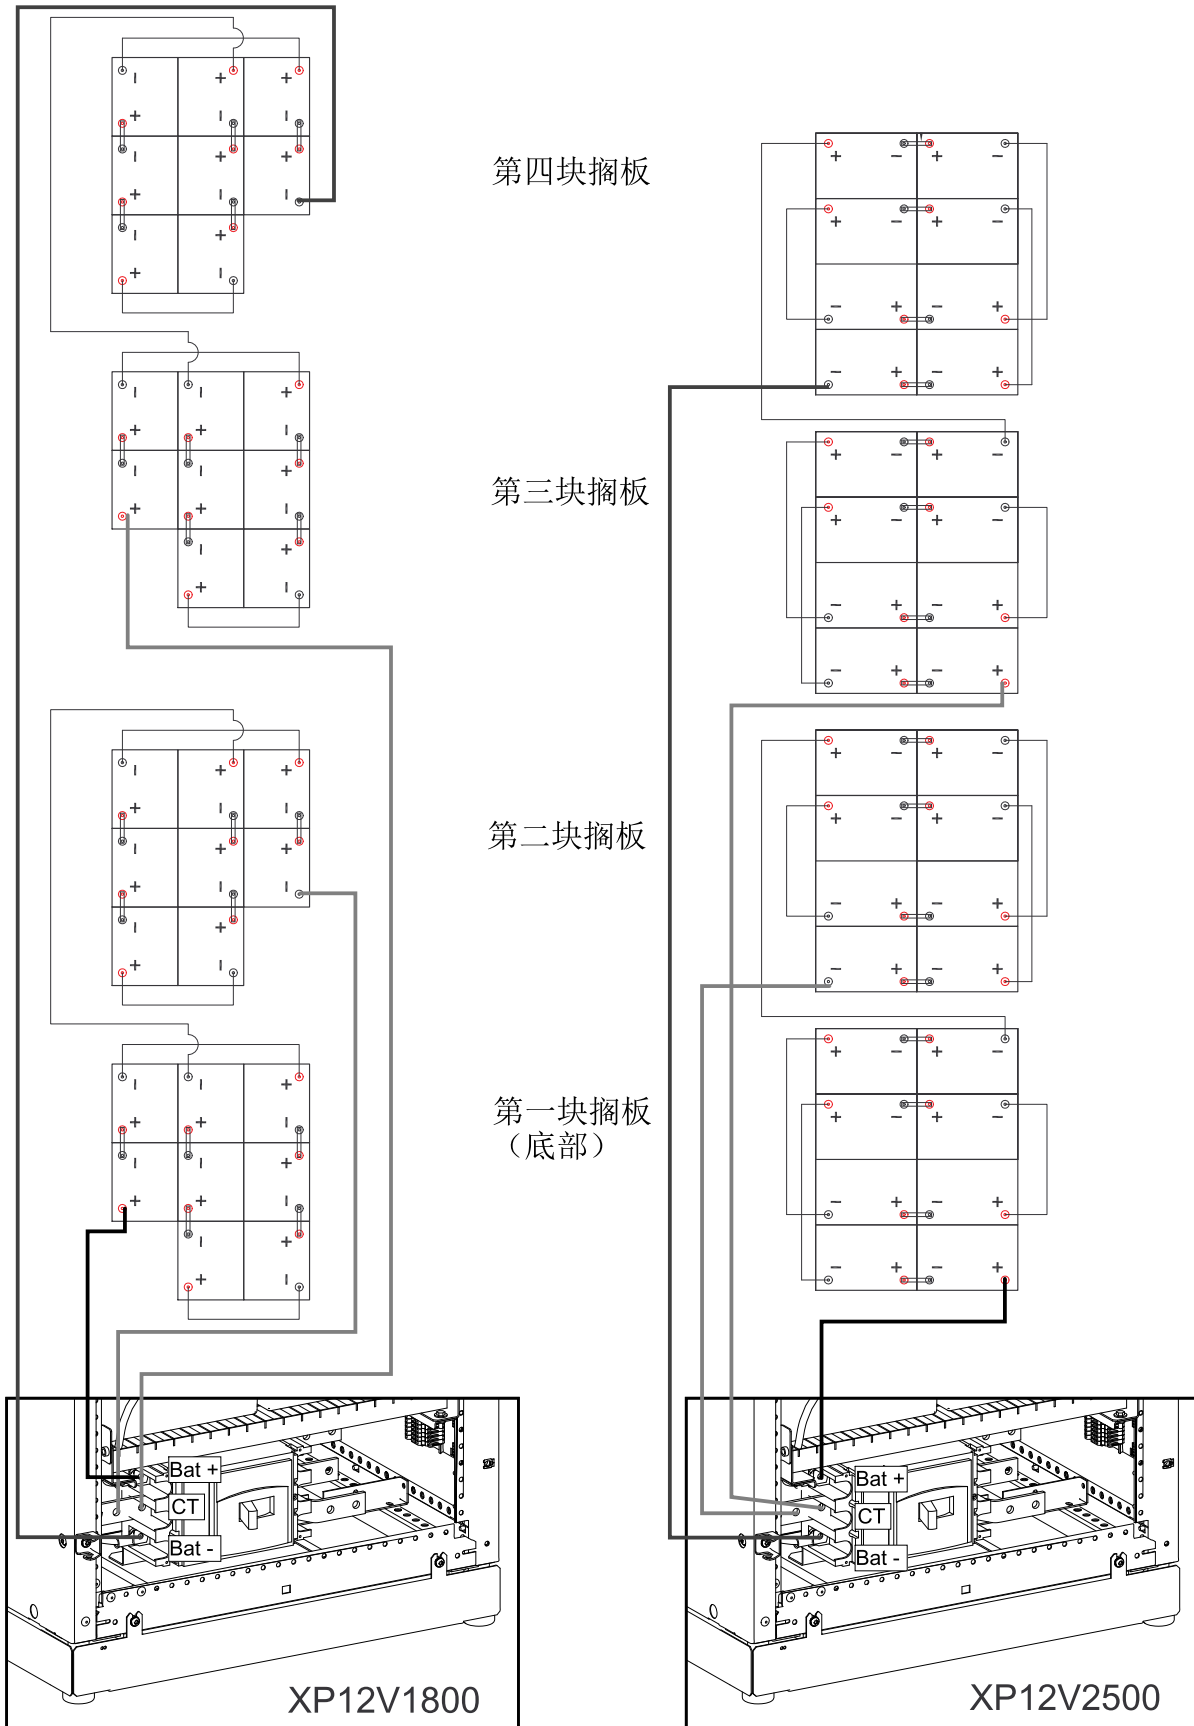 第四块搁板
第三块搁板
第二块搁板
第一块搁板
（底部）
Bat +
CT
Bat -
XP12V1800
Bat +
CT
Bat -
XP12V2500